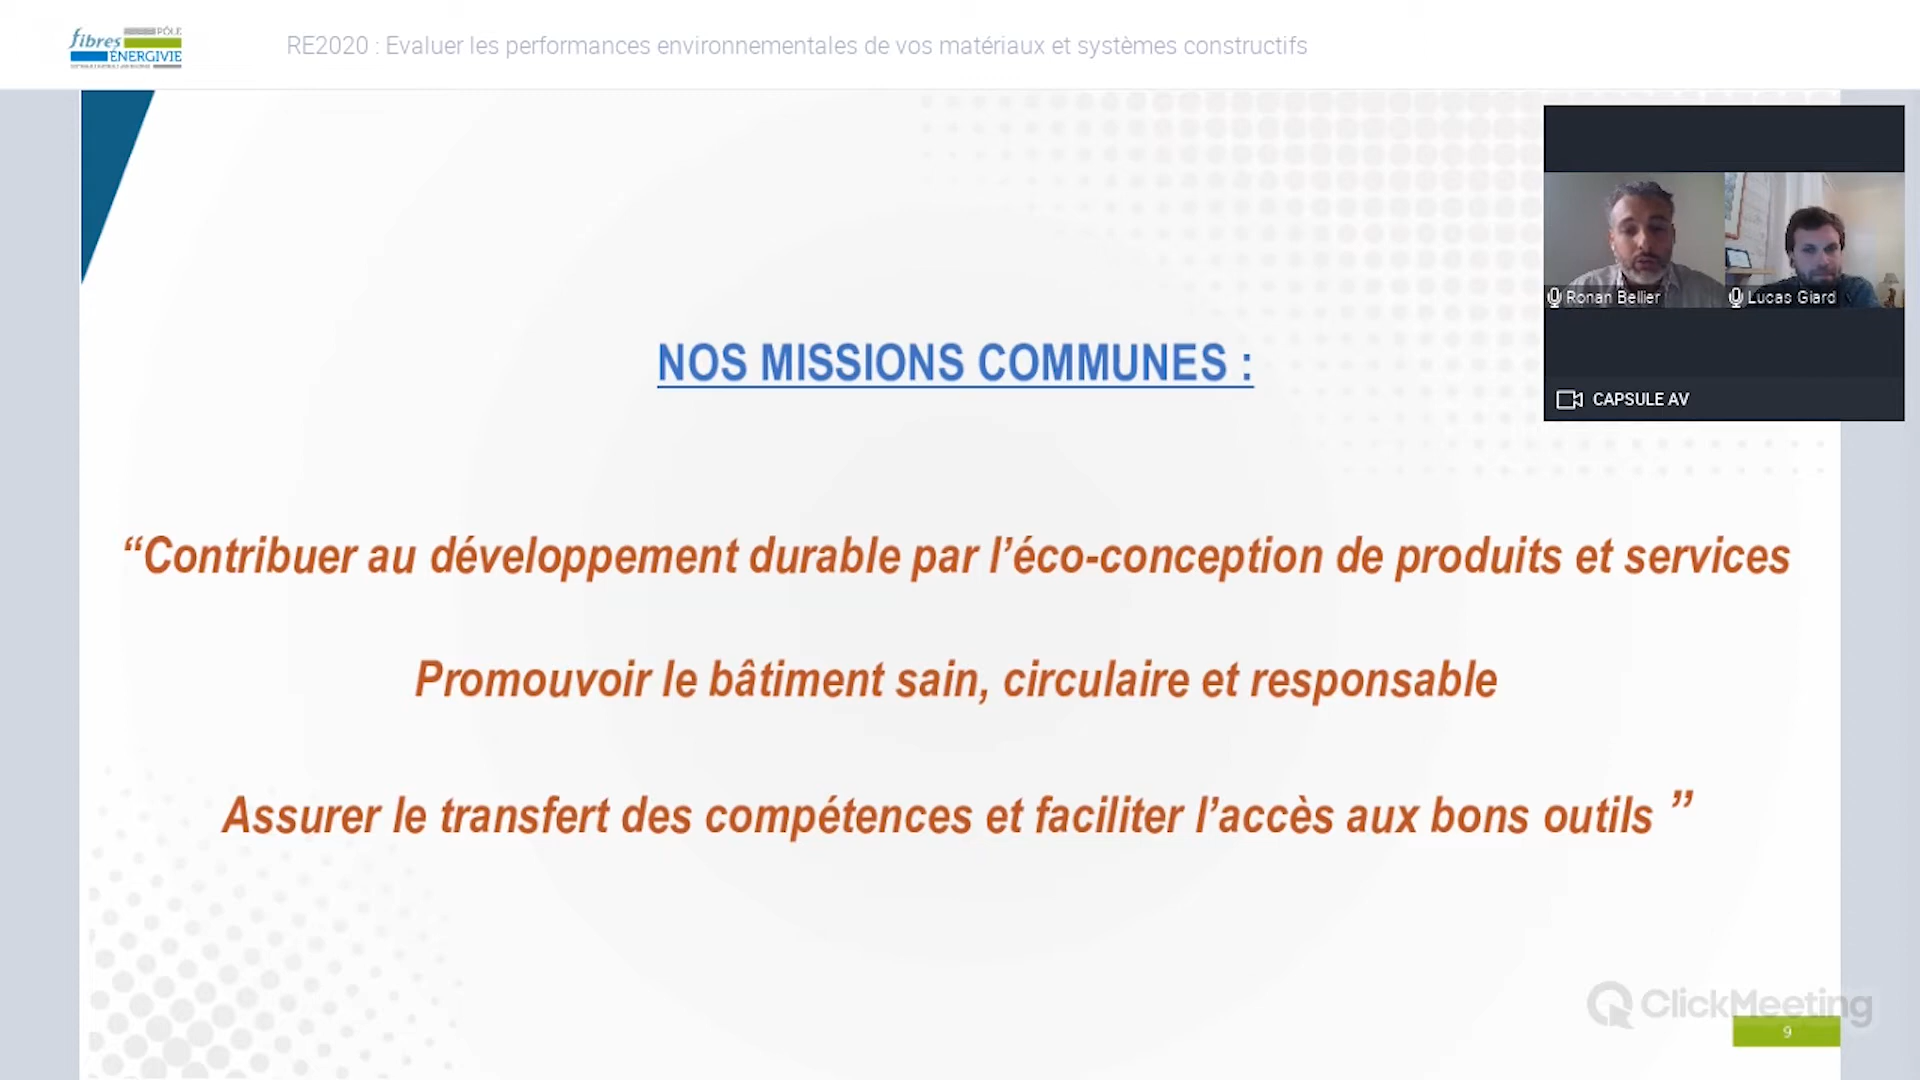 fibres
PÔLE
ÉNERGIVIE
RE2020 : Evaluer les performances environnementales de vos matériaux et systèmes constructifs
Ronan Bellier
Lucas Giard
CAPSULE AV
NOS MISSIONS COMMUNES :
“Contribuer au développement durable par l’éco-conception de produits et services
Promouvoir le bâtiment sain, circulaire et responsable
Assurer le transfert des compétences et faciliter l’accès aux bons outils ”
ClickMeeting
9